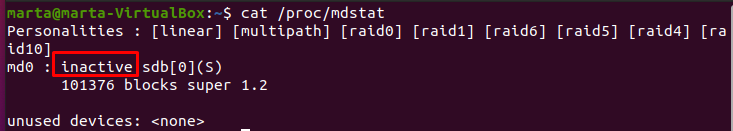 marta@marta-VirtualBox:~$ cat /proc/mdstat
Personalities : [linear] [multipath] [raid0] [raid1] [raid6] [raid5] [raid4] [ra
id10]
md0 : inactive sdb[0](S)
      101376 blocks super 1.2

unused devices: <none>